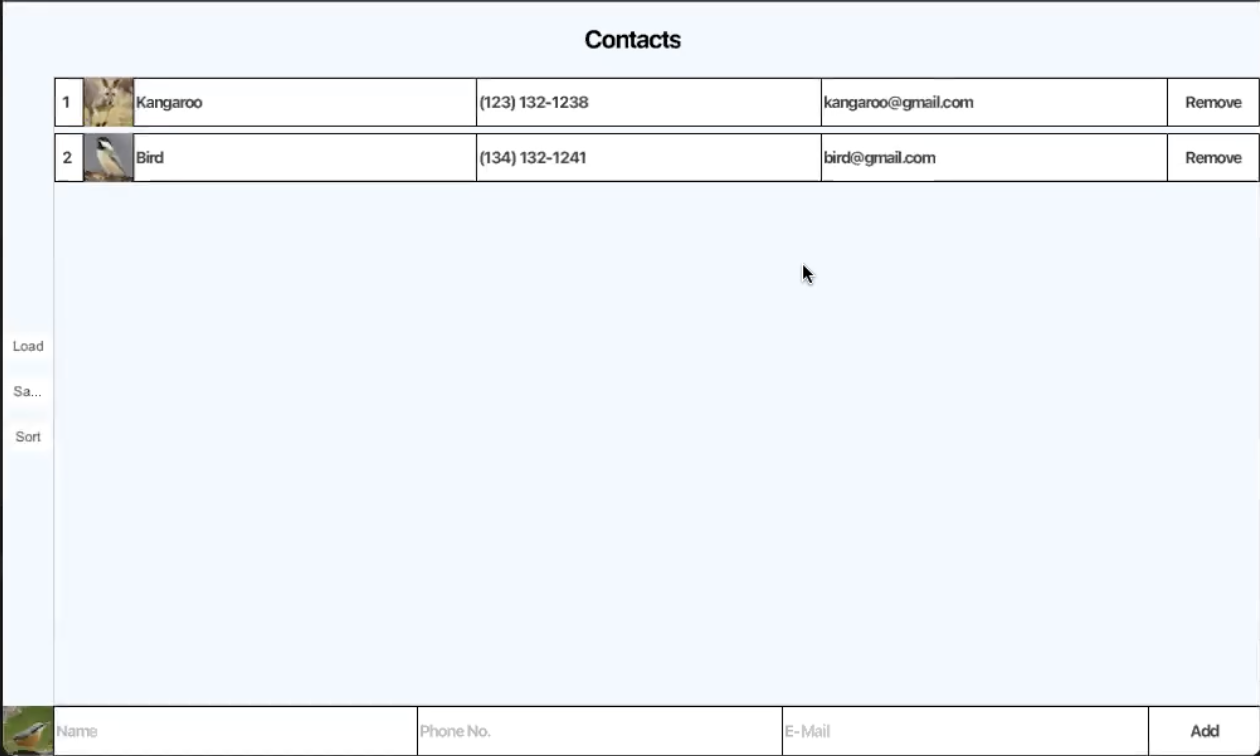 Contacts
1 Kangaroo (123) 132-1238 kangaroo@gmail.com Remove
2 Bird (134) 132-1241 bird@gmail.com Remove
Load
Sa...
Sort
Name Phone No. E-Mail Add